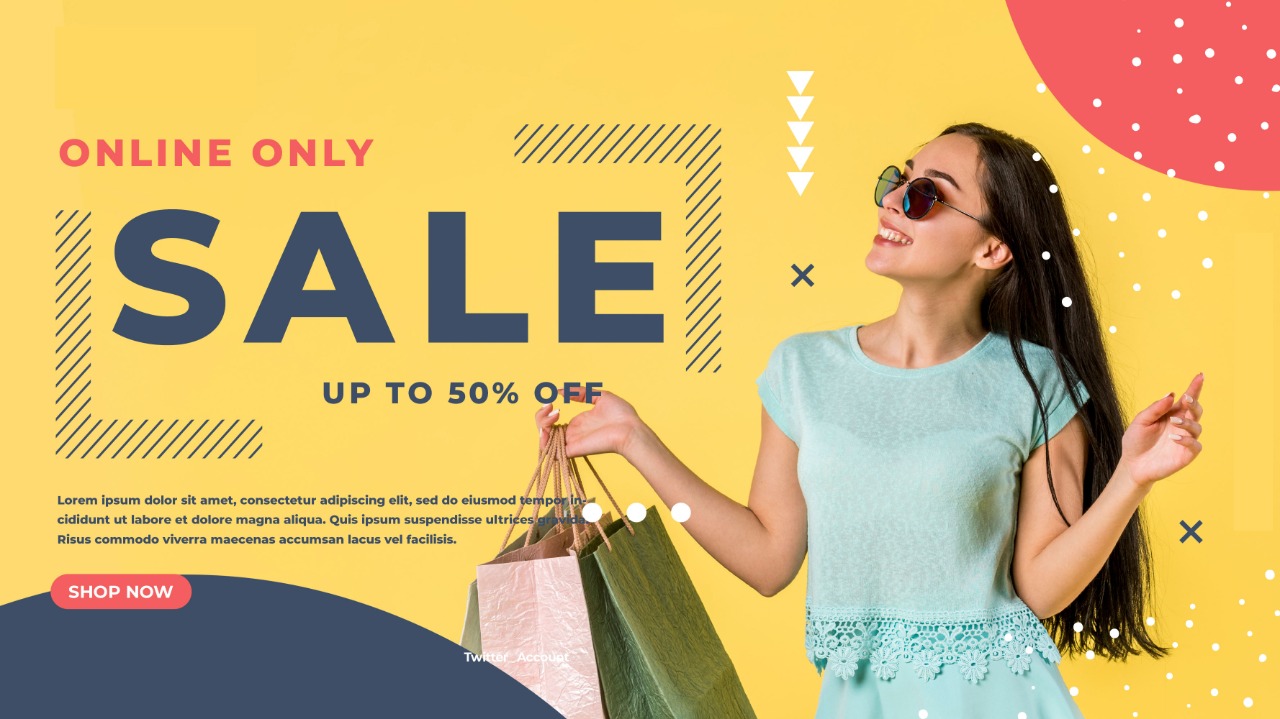 ONLINE ONLY
SALE
UP TO 50% OFF
Lorem ipsum dolor sit amet, consectetur adipiscing elit, sed do eiusmod tempor in-
cididunt ut labore et dolore magna aliqua. Quis ipsum suspendisse ultrices gravida.
Risus commodo viverra maecenas accumsan lacus vel facilisis.
SHOP NOW
Twitter_Account